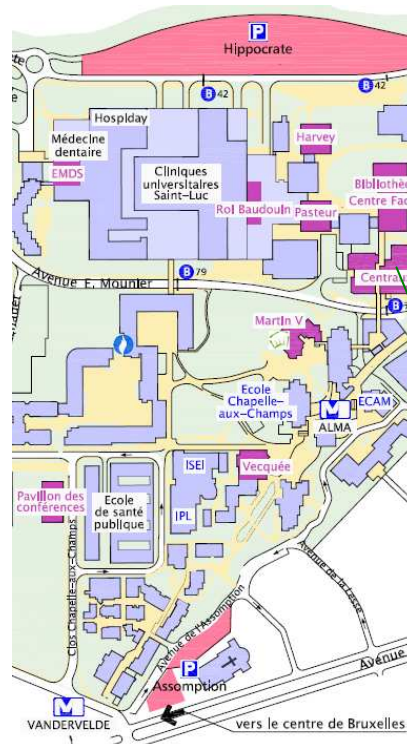 P
Hippocrate
B 42
B 42
Hospiday
Harvey
Médecine
dentaire
EMDS
Cliniques
universitaires
Saint-Luc
Roi Baudouin
Pasteur
Centre
Avenue E. Mounier
B 79
B
Martin V
Ecole
Chapelle-
aux-Champs
M
ALMA
ECAM
ISEI
Vecquée
Pavillon des
conférences
Ecole
de santé
publique
IPL
Clos Chapelle-aux-Champs
Avenue de l'Assomption
Avenue de la Lesse
P
Assomption
Avenue
M
VANDERVELDE
vers le centre de Bruxelles